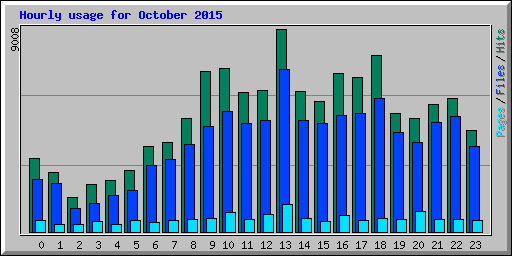 Hourly usage for October 2015
9008
Pages/Files/Hits
0 1 2 3 4 5 6 7 8 9 10 11 12 13 14 15 16 17 18 19 20 21 22 23